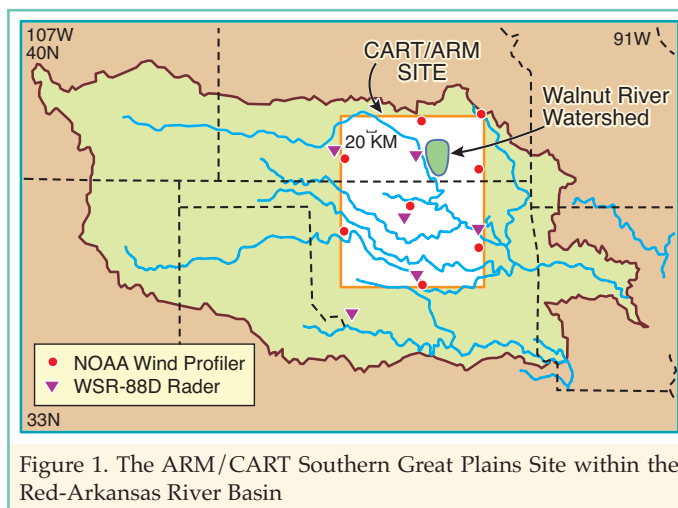 107W
40N
91W
CART/ARM
SITE
Walnut River
Watershed
20 KM
NOAA Wind Profiler
WSR-88D Rader
33N
Figure 1. The ARM/CART Southern Great Plains Site within the
Red-Arkansas River Basin